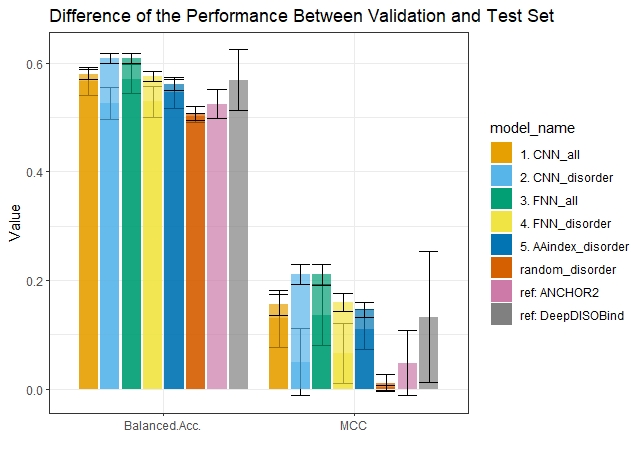 Difference of the Performance Between Validation and Test Set
0.6
0.4
0.2
0.0
Value
Balanced.Acc.
MCC
model_name
1. CNN_all
2. CNN_disorder
3. FNN_all
4. FNN_disorder
5. AAindex_disorder
random_disorder
ref: ANCHOR2
ref: DeepDISOBind